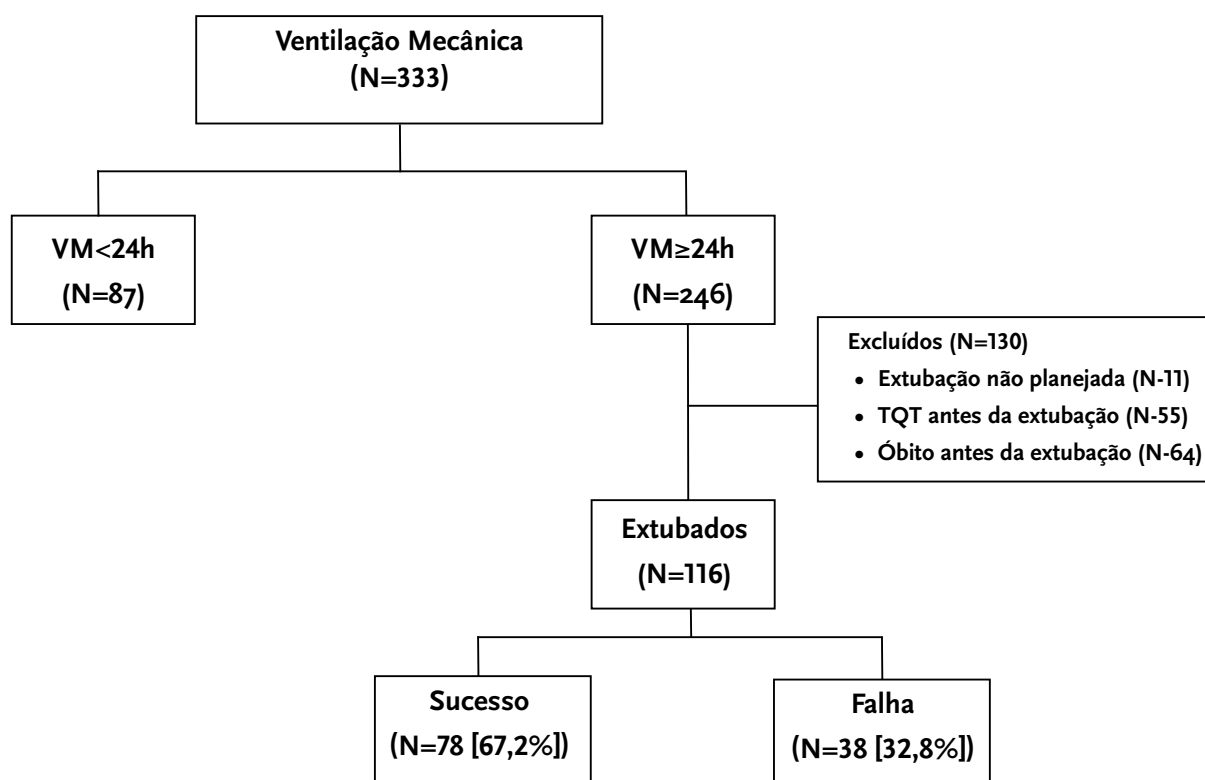 Ventilação Mecânica
(N=333)
VM<24h
(N=87)
VM≥24h
(N=246)
Excluídos (N=130)
• Extubação não planejada (N-11)
• TQT antes da extubação (N-55)
• Óbito antes da extubação (N-64)
Extubados
(N=116)
Sucesso
(N=78 [67,2%])
Falha
(N=38 [32,8%])